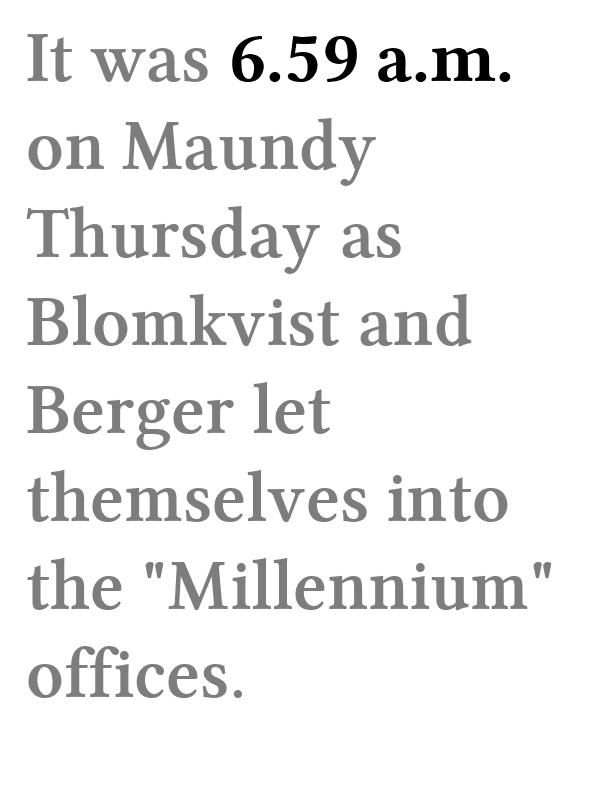 It was 6.59 a.m.
on Maundy
Thursday as
Blomkvist and
Berger let
themselves into
the "Millennium"
offices.